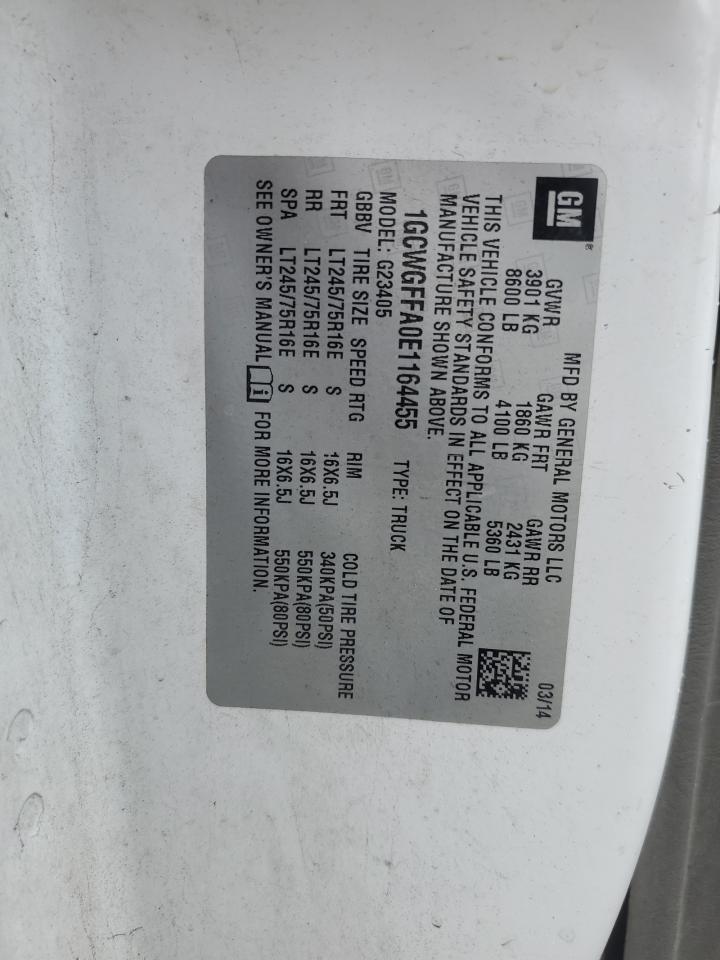 GM
MFD BY GENERAL MOTORS LLC 03/14
GVWR GAWR FRT GAWR RR
3901 KG 1860 KG 2431 KG
8600 LB 4100 LB 5360 LB
THIS VEHICLE CONFORMS TO ALL APPLICABLE U.S. FEDERAL MOTOR
VEHICLE SAFETY STANDARDS IN EFFECT ON THE DATE OF
MANUFACTURE SHOWN ABOVE.
1GCWGFFA0E1164455 TYPE: TRUCK
MODEL: G23405
GBBV TIRE SIZE SPEED RTG RIM COLD TIRE PRESSURE
FRT LT245/75R16E S 16X6.5J 340KPA(50PSI)
RR LT245/75R16E S 16X6.5J 550KPA(80PSI)
SPA LT245/75R16E S 16X6.5J 550KPA(80PSI)
SEE OWNER'S MANUAL FOR MORE INFORMATION.